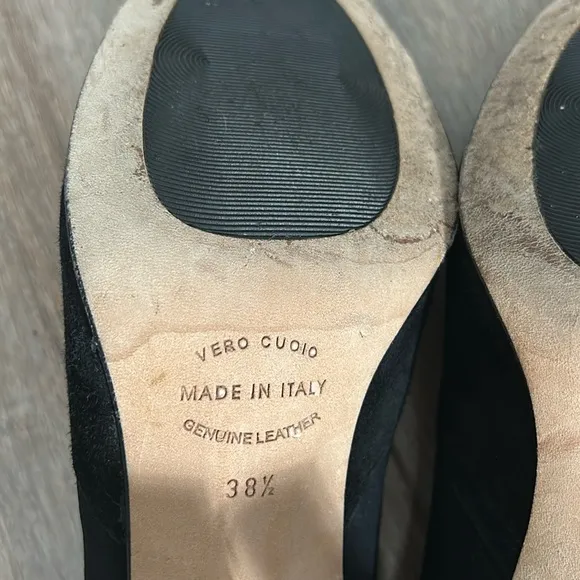 VERO CUOIO
MADE IN ITALY
GENUINE LEATHER
38½